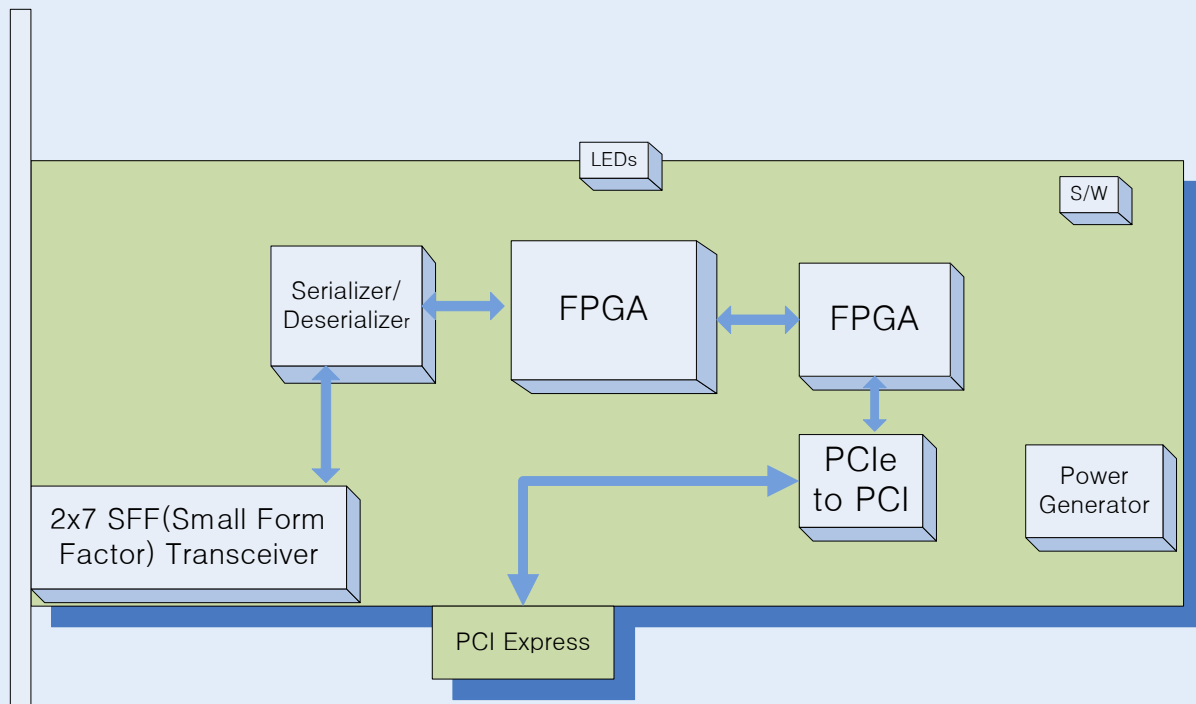 LEDs
S/W
Serializer/
Deserializer
FPGA
FPGA
PCIe
to PCI
Power
Generator
2x7 SFF(Small Form
Factor) Transceiver
PCI Express